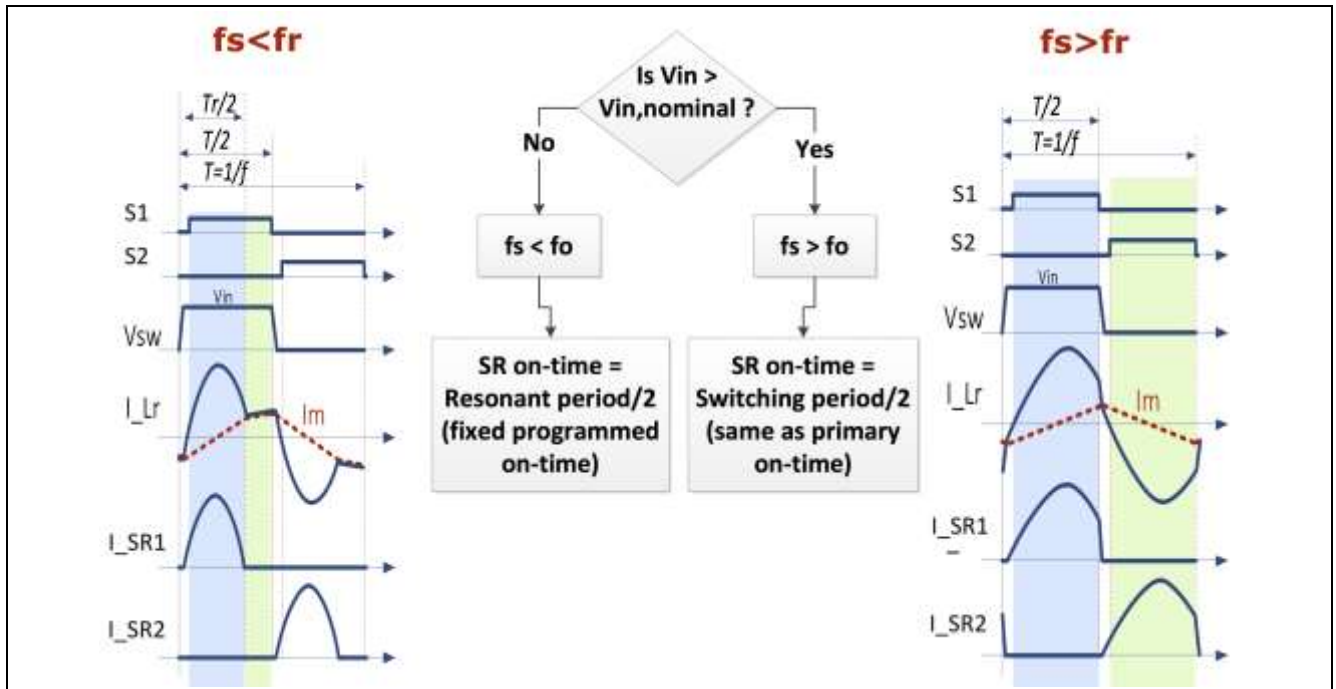 fs<fr
Tr/2
T/2
T=1/f
S1
S2
Vin
Vsw
I_Lr
Im
I_SR1
I_SR2
Is Vin >
Vin,nominal ?
No
Yes
fs < fo
fs > fo
SR on-time =
Resonant period/2
(fixed programmed
on-time)
SR on-time =
Switching period/2
(same as primary
on-time)
fs>fr
T/2
T=1/f
S1
S2
Vin
Vsw
I_Lr
Im
I_SR1
I_SR2